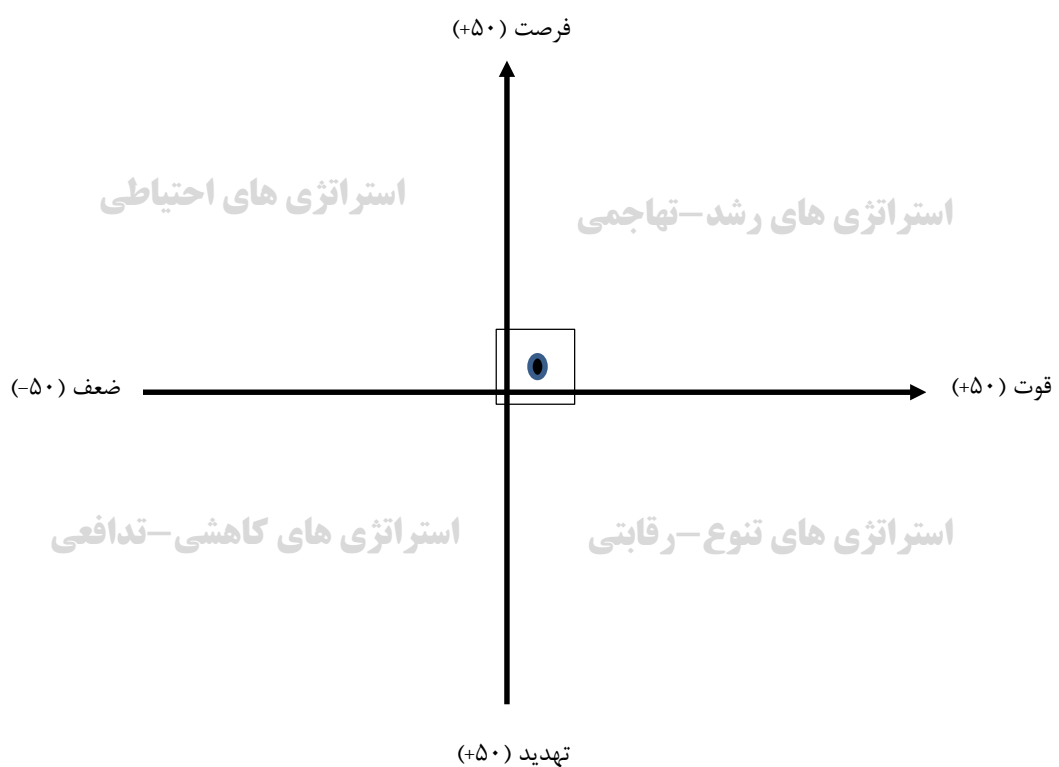 فرصت (۵۰+)
استراتژی های احتیاطی
استراتژی های رشد–تهاجمی
ضعف (۵۰–)
قوت (۵۰+)
استراتژی های کاهشی–تدافعی
استراتژی های تنوع–رقابتی
تهدید (۵۰+)